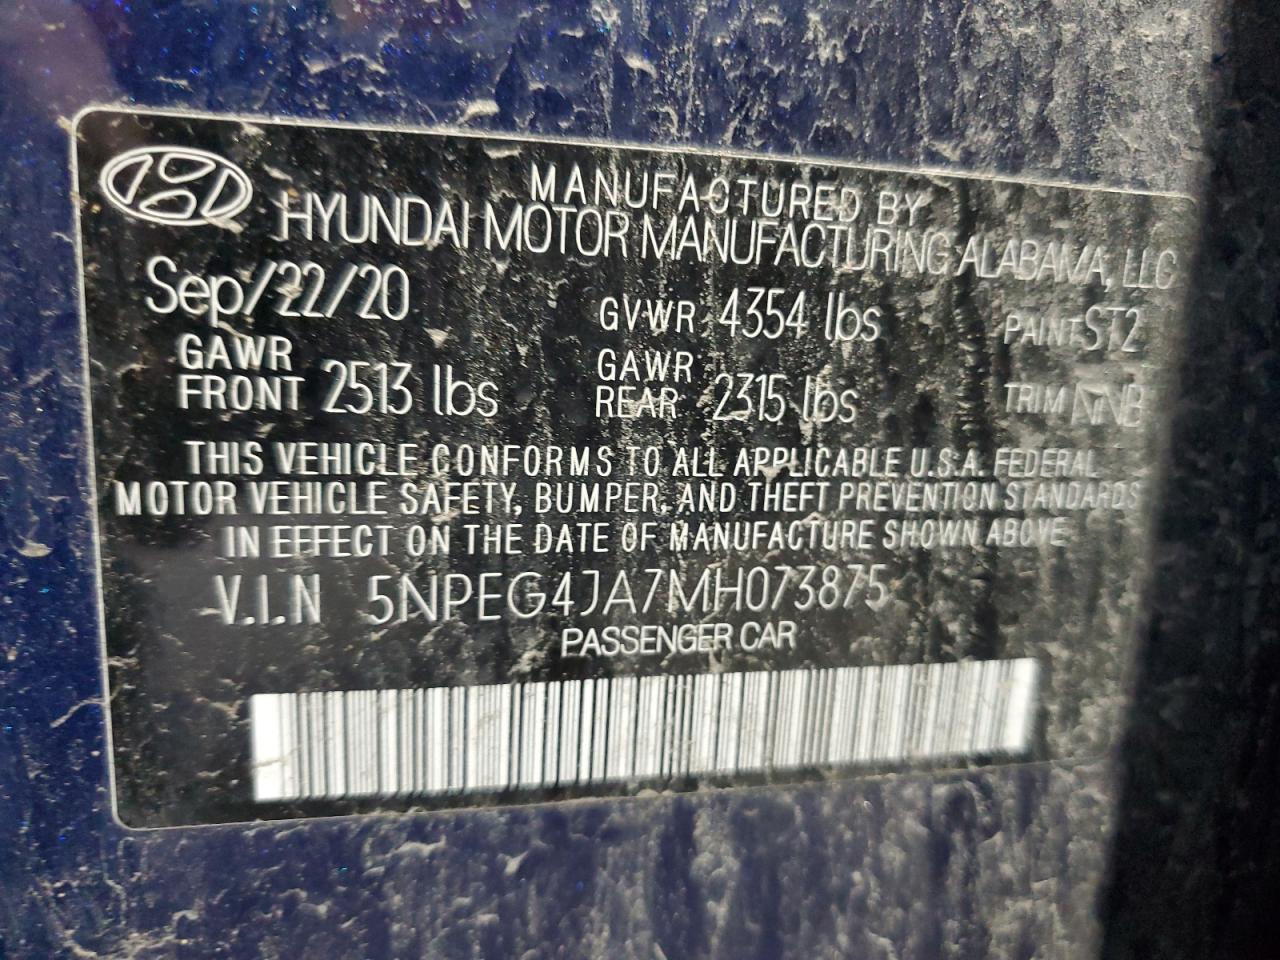 MANUFACTURED BY
HYUNDAI MOTOR MANUFACTURING ALABAMA, LLC
Sep/22/20 GVWR 4354 lbs PAINT ST2
GAWR FRONT 2513 lbs GAWR REAR 2315 lbs TRIM NNB
THIS VEHICLE CONFORMS TO ALL APPLICABLE U.S.A. FEDERAL
MOTOR VEHICLE SAFETY, BUMPER, AND THEFT PREVENTION STANDARDS
IN EFFECT ON THE DATE OF MANUFACTURE SHOWN ABOVE
V.I.N 5NPEG4JA7MH073875
PASSENGER CAR